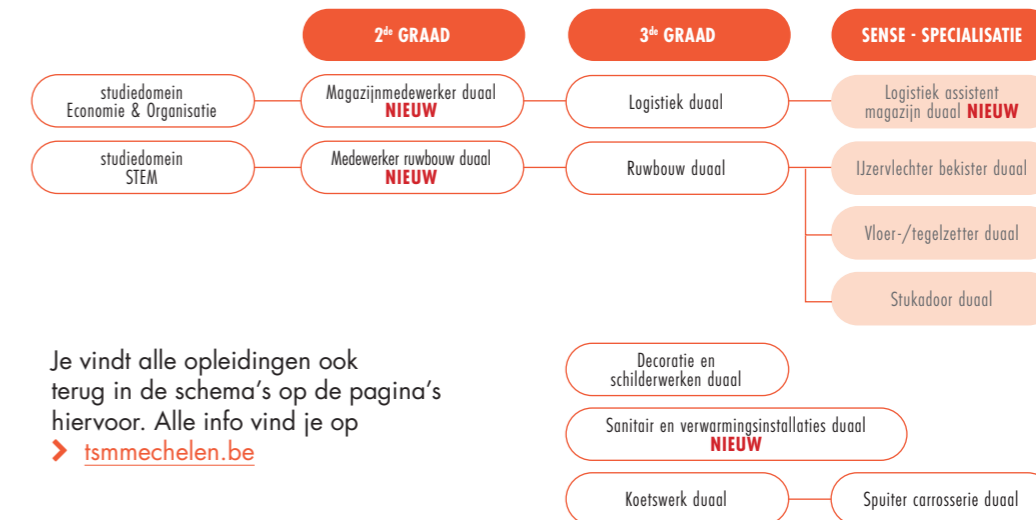 2de GRAAD
3de GRAAD
SENSE - SPECIALISATIE
studiedomein
Economie & Organisatie
Magazijnmedewerker duaal
NIEUW
Logistiek duaal
Logistiek assistent
magazijn duaal NIEUW
studiedomein
STEM
Medewerker ruwbouw duaal
NIEUW
Ruwbouw duaal
IJzervlechter bekister duaal
Vloer-/tegelzetter duaal
Stukadoor duaal
Je vindt alle opleidingen ook
terug in de schema's op de pagina's
hiervoor. Alle info vind je op
> tsmmechelen.be
Decoratie en
schilderwerken duaal
Sanitair en verwarmingsinstallaties duaal
NIEUW
Koetswerk duaal
Spuiter carrosserie duaal